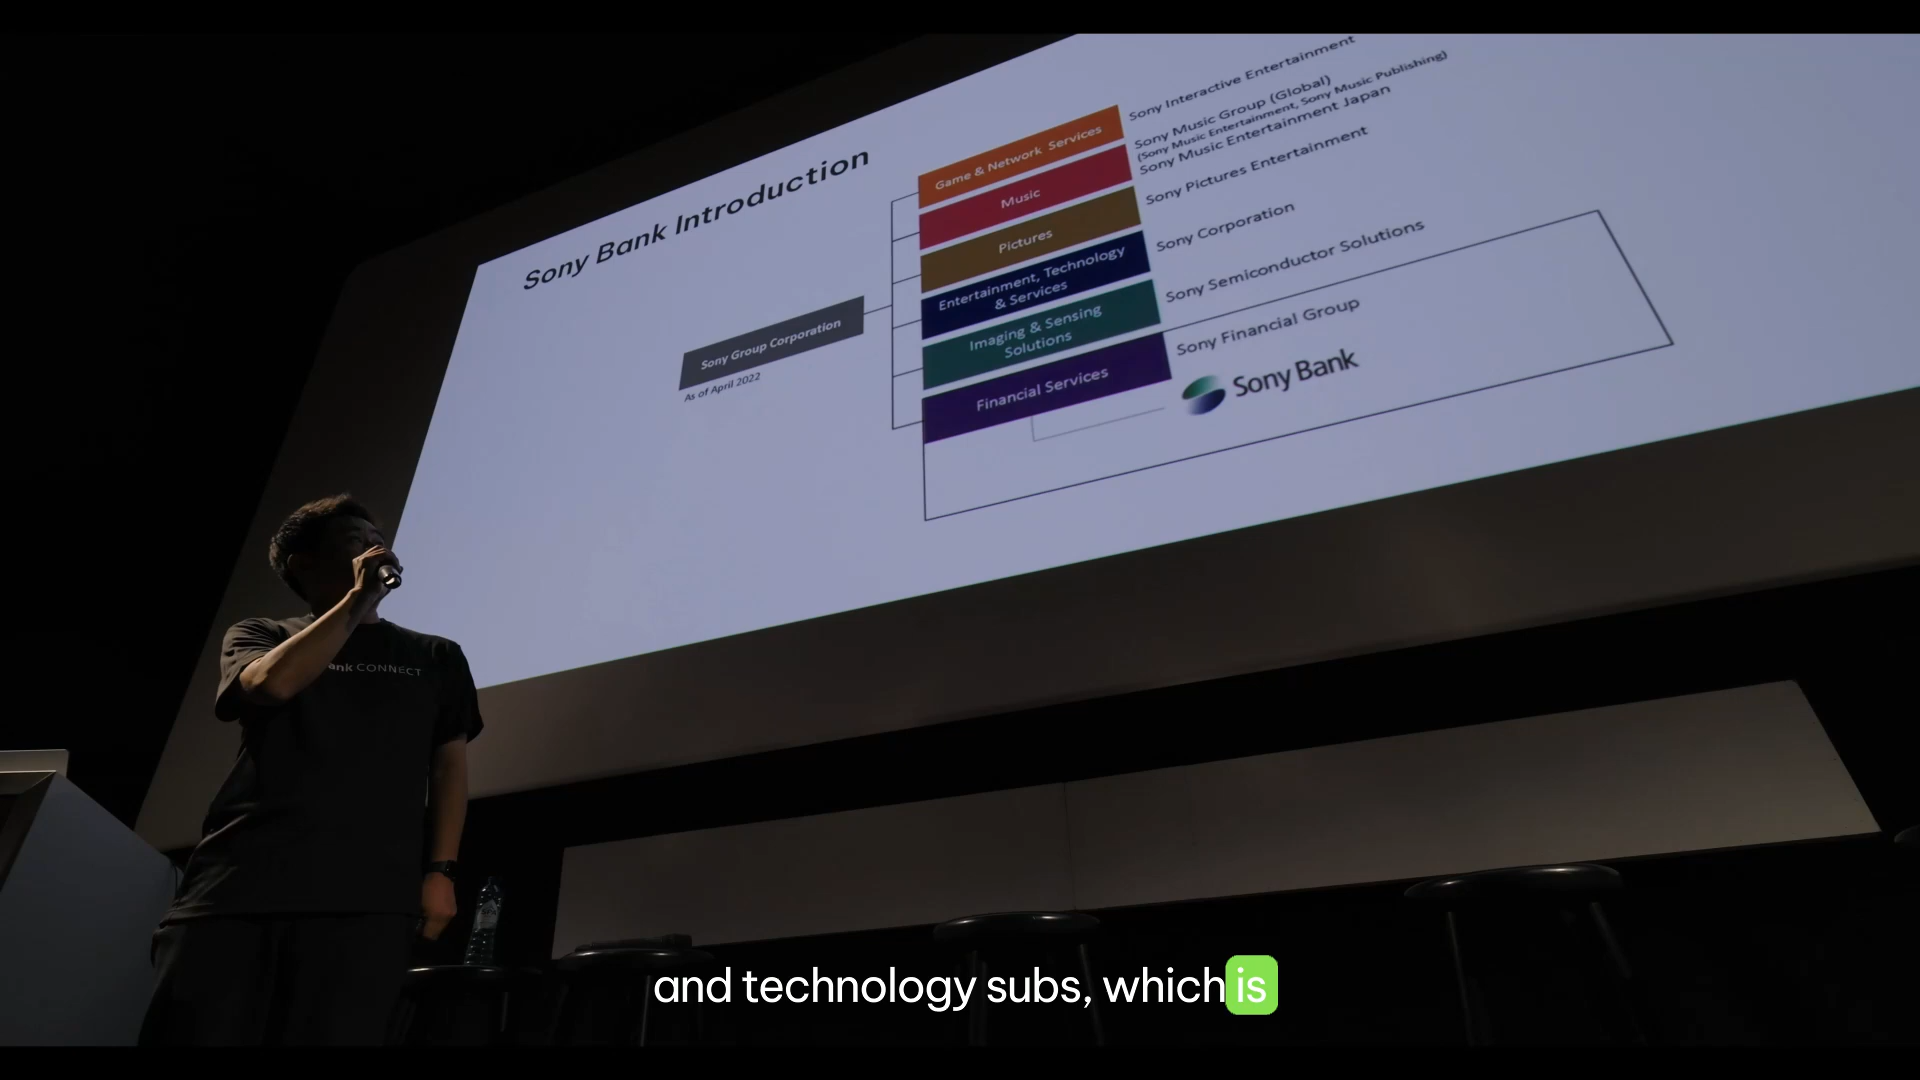 Sony Bank Introduction
Sony Group Corporation
As of April 2022
Game & Network Services
Sony Interactive Entertainment
Music
Sony Music Group (Global)
(Sony Music Entertainment, Sony Music Publishing)
Sony Music Entertainment Japan
Pictures
Sony Pictures Entertainment
Entertainment, Technology
& Services
Sony Corporation
Imaging & Sensing
Solutions
Sony Semiconductor Solutions
Financial Services
Sony Financial Group
Sony Bank
CONNECT
and technology subs, which is